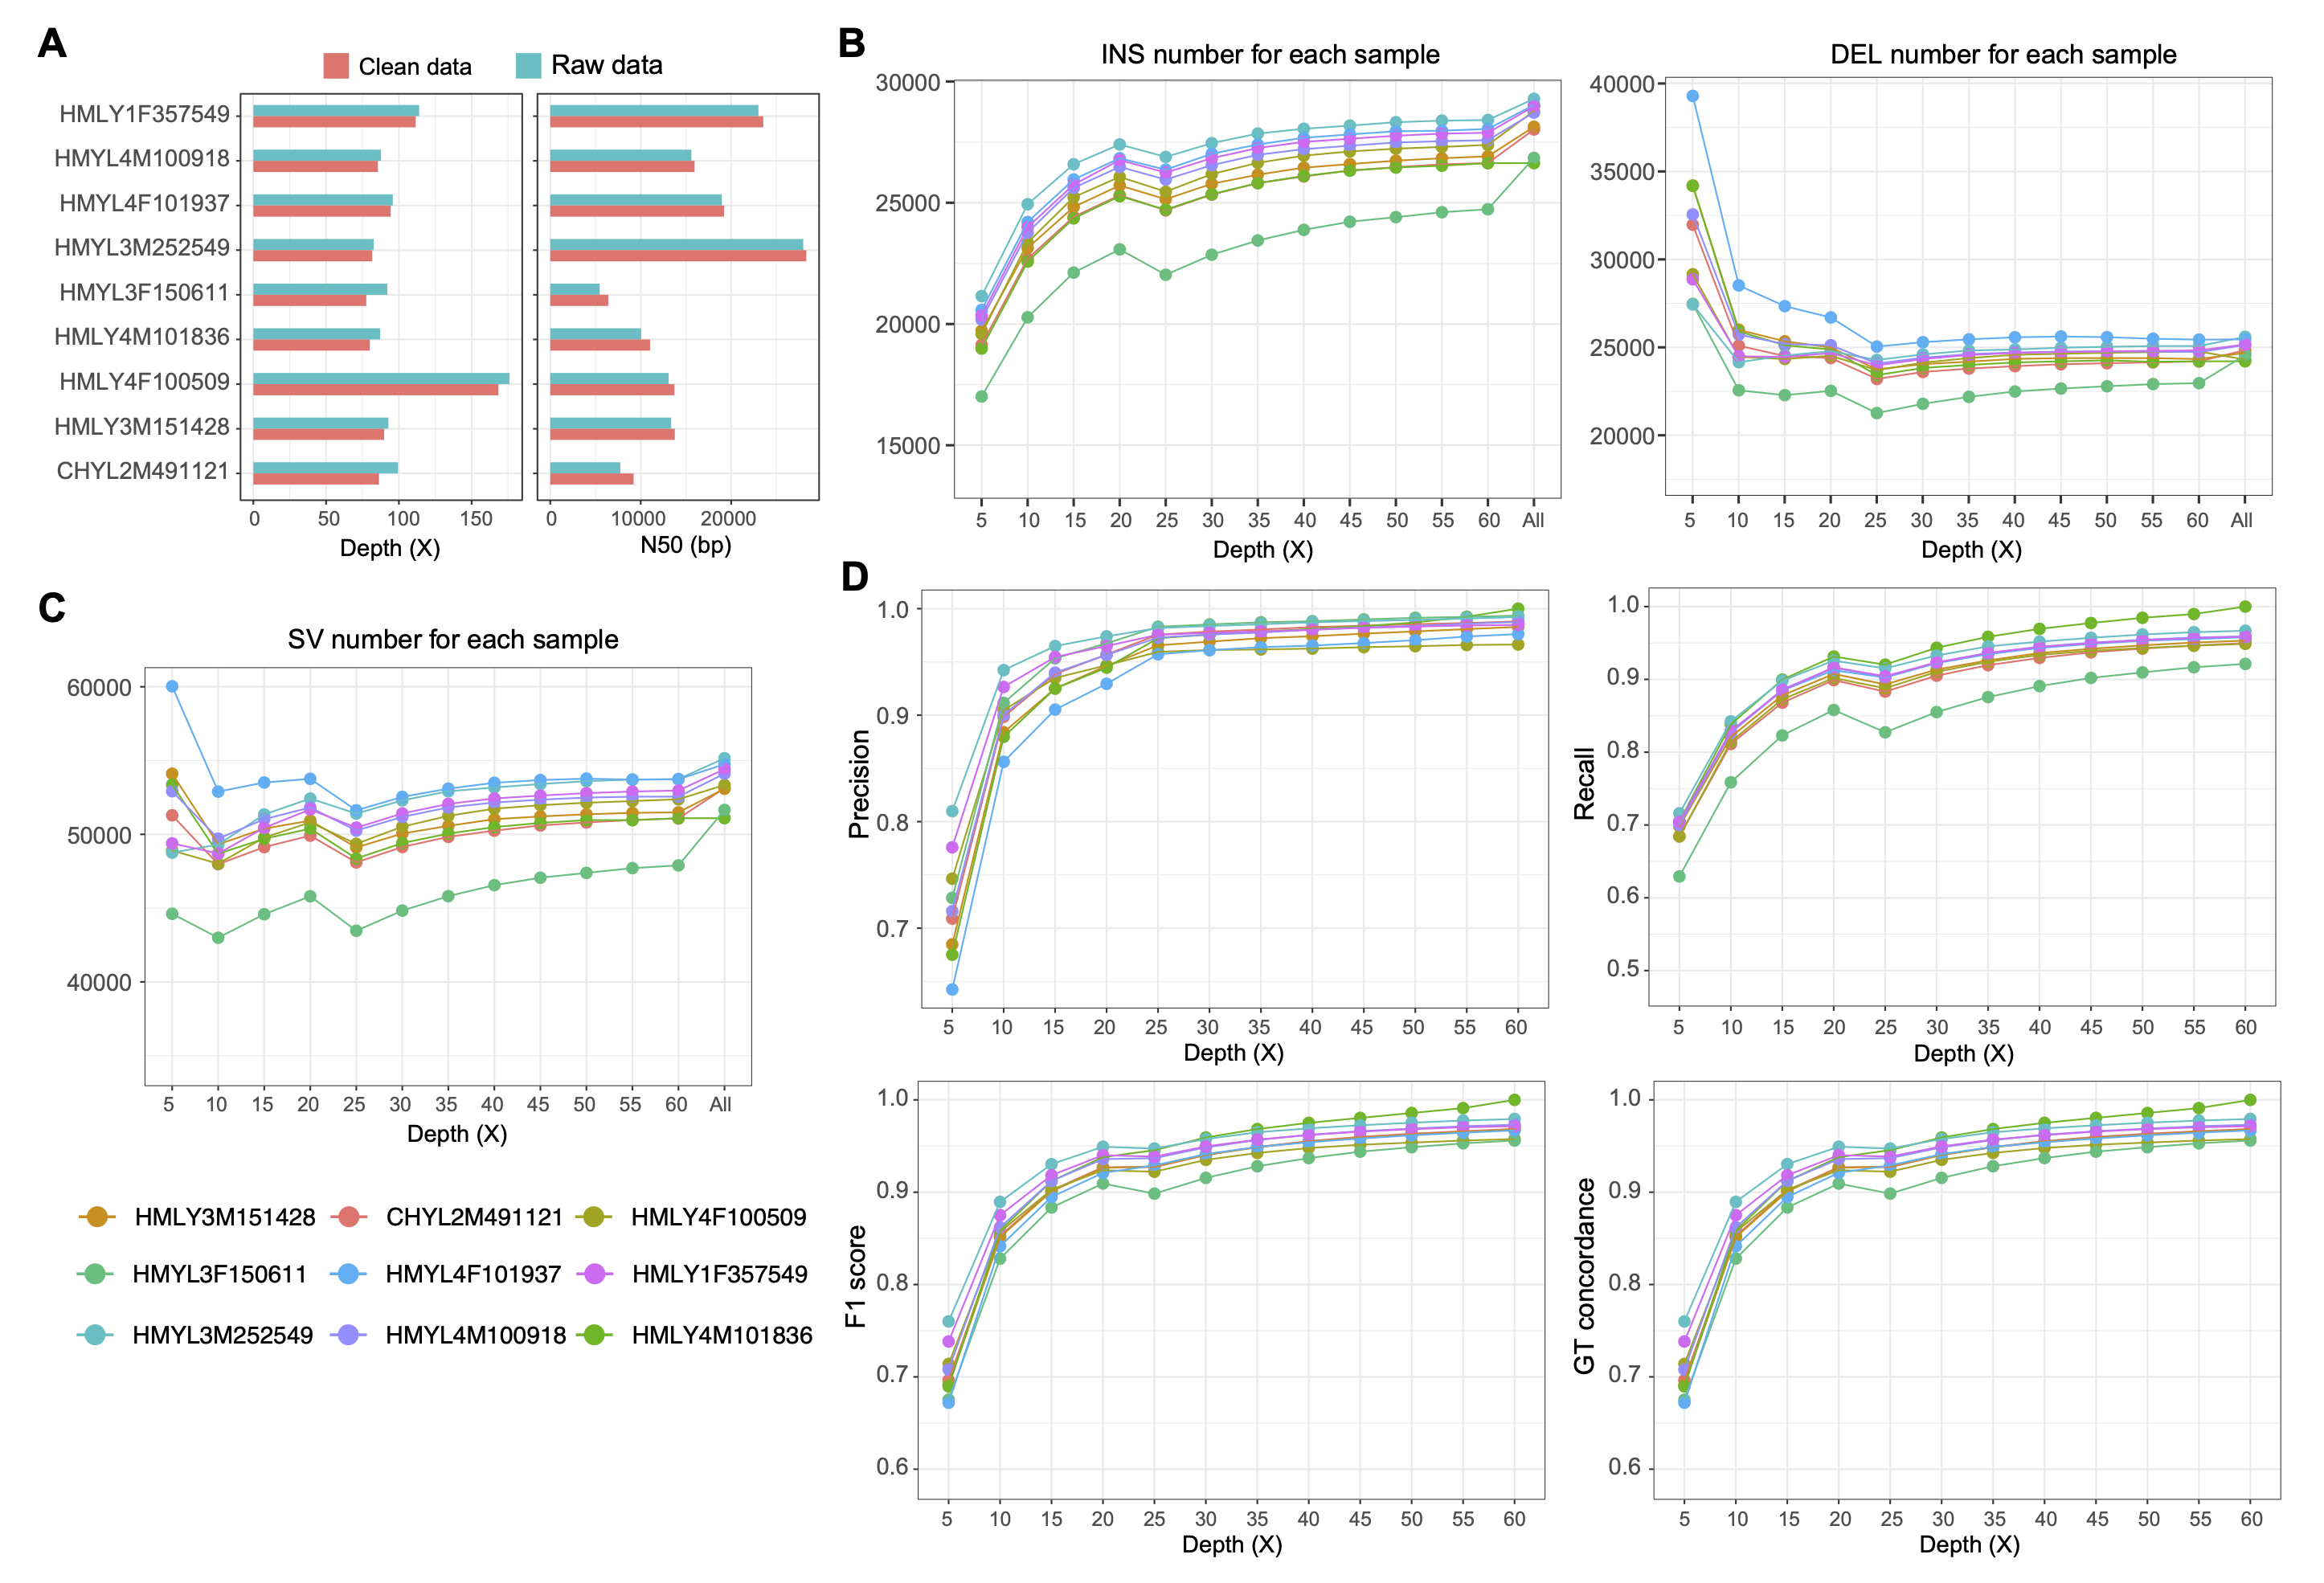 A
Clean data
Raw data
HMLY1F357549
HMYL4M100918
HMYL4F101937
HMYL3M252549
HMYL3F150611
HMLY4M101836
HMLY4F100509
HMLY3M151428
CHYL2M491121
0 50 100 150
Depth (X)
0 10000 20000
N50 (bp)
B
INS number for each sample
30000
25000
20000
15000
5 10 15 20 25 30 35 40 45 50 55 60 All
Depth (X)
DEL number for each sample
40000
35000
30000
25000
20000
5 10 15 20 25 30 35 40 45 50 55 60 All
Depth (X)
C
SV number for each sample
60000
50000
40000
5 10 15 20 25 30 35 40 45 50 55 60 All
Depth (X)
HMLY3M151428 CHYL2M491121 HMLY4F100509
HMYL3F150611 HMYL4F101937 HMLY1F357549
HMYL3M252549 HMYL4M100918 HMLY4M101836
D
Precision
1.0
0.9
0.8
0.7
5 10 15 20 25 30 35 40 45 50 55 60
Depth (X)
Recall
1.0
0.9
0.8
0.7
0.6
0.5
5 10 15 20 25 30 35 40 45 50 55 60
Depth (X)
F1 score
1.0
0.9
0.8
0.7
0.6
5 10 15 20 25 30 35 40 45 50 55 60
Depth (X)
GT concordance
1.0
0.9
0.8
0.7
0.6
5 10 15 20 25 30 35 40 45 50 55 60
Depth (X)